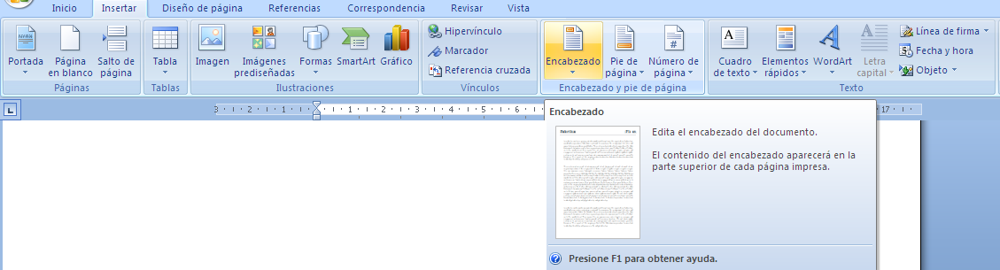 Inicio Insertar Diseño de página Referencias Correspondencia Revisar Vista
Portada Página en blanco Salto de página
Páginas
Tabla
Tablas
Imagen Imágenes prediseñadas Formas SmartArt Gráfico
Ilustraciones
Hipervínculo
Marcador
Referencia cruzada
Vínculos
Encabezado Pie de página Número de página
Encabezado y pie de página
Cuadro de texto Elementos rápidos WordArt Letra capital
Línea de firma
Fecha y hora
Objeto
Texto
3 2 1 1 2 3 4 5 6 17
Encabezado
Edita el encabezado del documento.
El contenido del encabezado aparecerá en la
parte superior de cada página impresa.
Presione F1 para obtener ayuda.